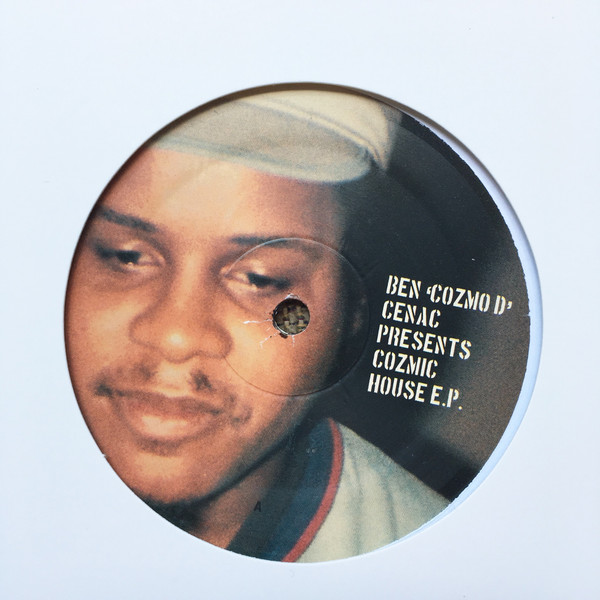 BEN ‘COZMO D’
CENAC
PRESENTS
COZMIC
HOUSE E.P.
A